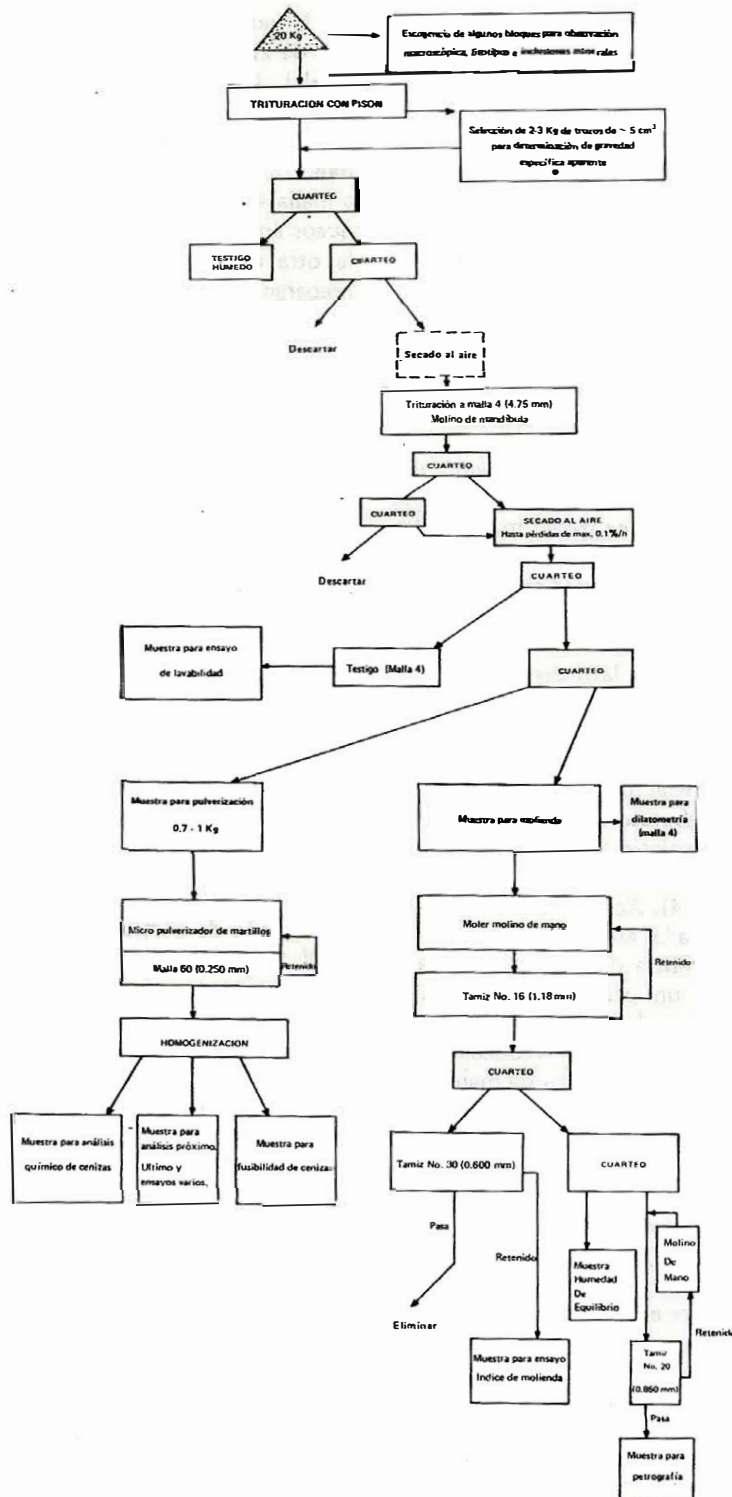 20 Kg
Escogencia de algunos bloques para observación
macroscópica, litotipos e inclusiones minerales
TRITURACION CON PISON
Selección de 2-3 Kg de trozos de ~ 5 cm³
para determinación de gravedad
específica aparente
CUARTEO
TESTIGO
HUMEDO
CUARTEO
Descartar
Secado al aire
Trituración a malla 4 (4.75 mm)
Molino de mandíbula
CUARTEO
CUARTEO
SECADO AL AIRE
Hasta pérdidas de max. 0.1%/h
Descartar
CUARTEO
Muestra para ensayo
de lavabilidad
Testigo (Malla 4)
CUARTEO
Muestra para pulverización
0.7 - 1 Kg
Muestra para molienda
Muestra para
dilatometría
(malla 4)
Micro pulverizador de martillos
Malla 60 (0.250 mm)
Retenido
Moler molino de mano
Retenido
Tamiz No. 16 (1.18 mm)
HOMOGENIZACION
CUARTEO
Muestra para análisis
químico de cenizas
Muestra para
análisis próximo.
Ultimo y
ensayos varios.
Muestra para
fusibilidad de cenizas
Tamiz No. 30 (0.600 mm)
CUARTEO
Pasa
Retenido
Eliminar
Muestra para ensayo
Indice de molienda
Muestra
Humedad
De
Equilibrio
Molino
De
Mano
Retenido
Tamiz
No. 20
(0.850 mm)
Pasa
Muestra para
petrografía